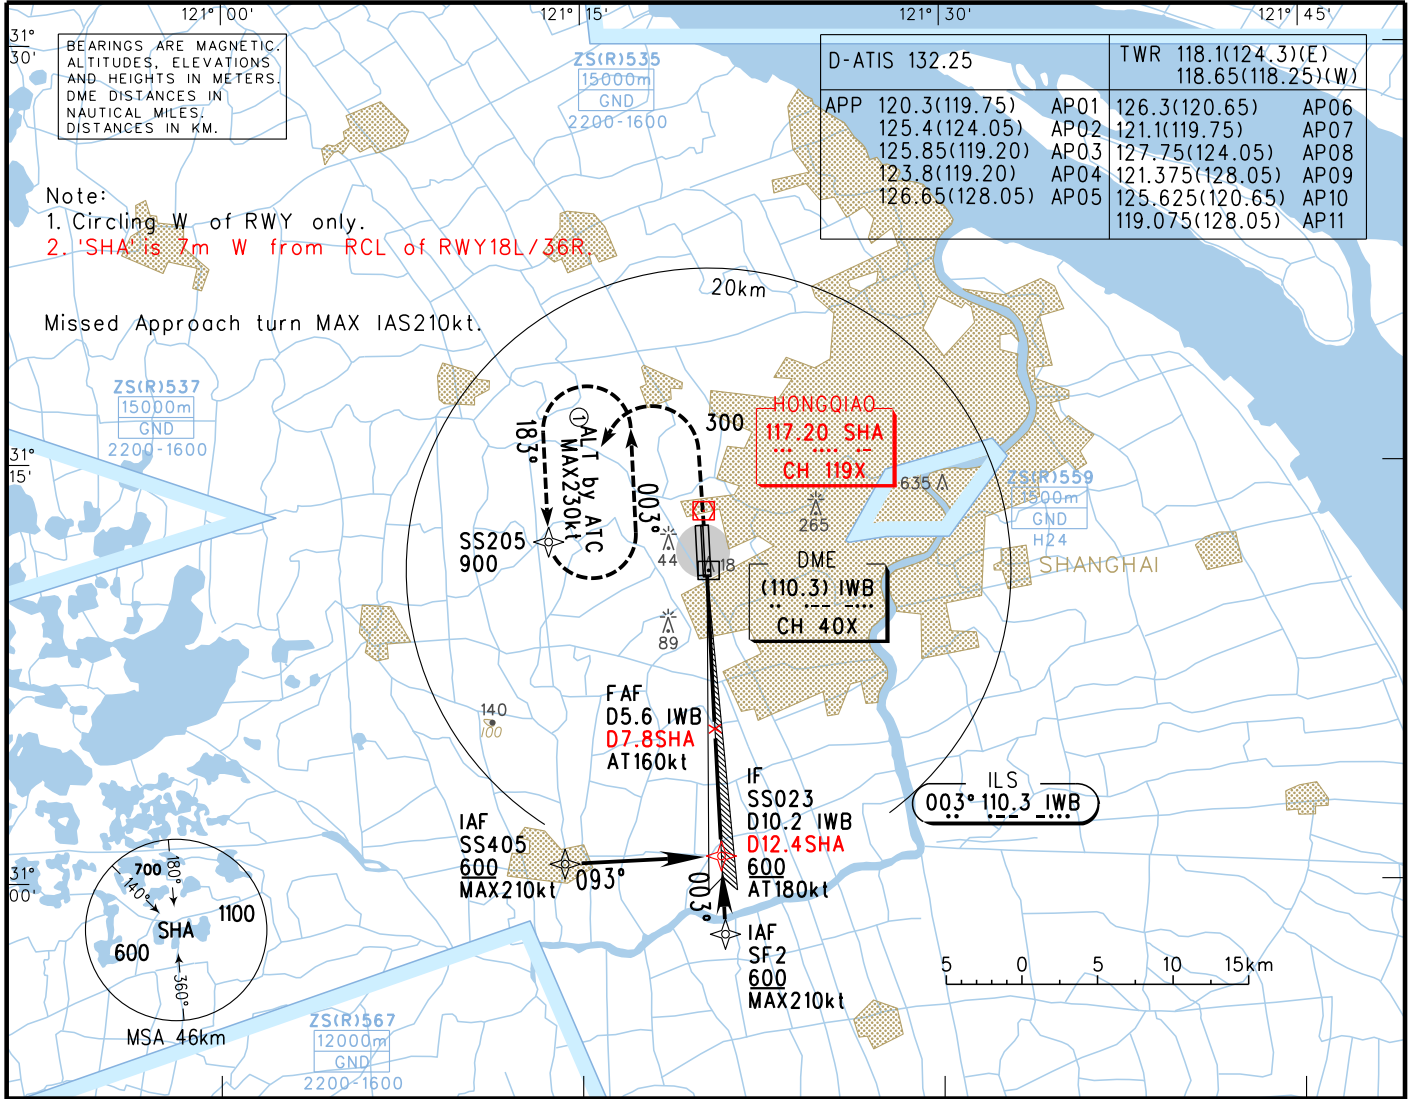 121° 00'
121° 15'
121° 30'
121° 45'
31°
30'
BEARINGS ARE MAGNETIC.
ALTITUDES, ELEVATIONS
AND HEIGHTS IN METERS.
DME DISTANCES IN
NAUTICAL MILES.
DISTANCES IN KM.
ZS(R)535
15000m
GND
2200-1600
D-ATIS 132.25
TWR 118.1(124.3)(E)
118.65(118.25)(W)
APP 120.3(119.75) AP01
125.4(124.05) AP02
125.85(119.20) AP03
123.8(119.20) AP04
126.65(128.05) AP05
126.3(120.65) AP06
121.1(119.75) AP07
127.75(124.05) AP08
121.375(128.05) AP09
125.625(120.65) AP10
119.075(128.05) AP11
Note:
1. Circling W of RWY only.
2. 'SHA' is 7m W from RCL of RWY18L/36R.
Missed Approach turn MAX IAS210kt.
20km
ZS(R)537
15000m
GND
2200-1600
31°
15'
183°
① ALT by ATC
MAX230kt
003°
300
HONGQIAO
117.20 SHA
CH 119X
635
ZS(R)559
1500m
GND
H24
265
SS205
900
44
18
DME
(110.3) IWB
CH 40X
SHANGHAI
89
FAF
D5.6 IWB
D7.8SHA
AT160kt
140
100
IF
SS023
D10.2 IWB
D12.4SHA
600
AT180kt
ILS
003° 110.3 IWB
IAF
SS405
600
MAX210kt
093°
003°
31°
00'
IAF
SF2
600
MAX210kt
700
180°
140°
1100
SHA
600
360°
MSA 46km
5 0 5 10 15km
ZS(R)567
12000m
GND
2200-1600